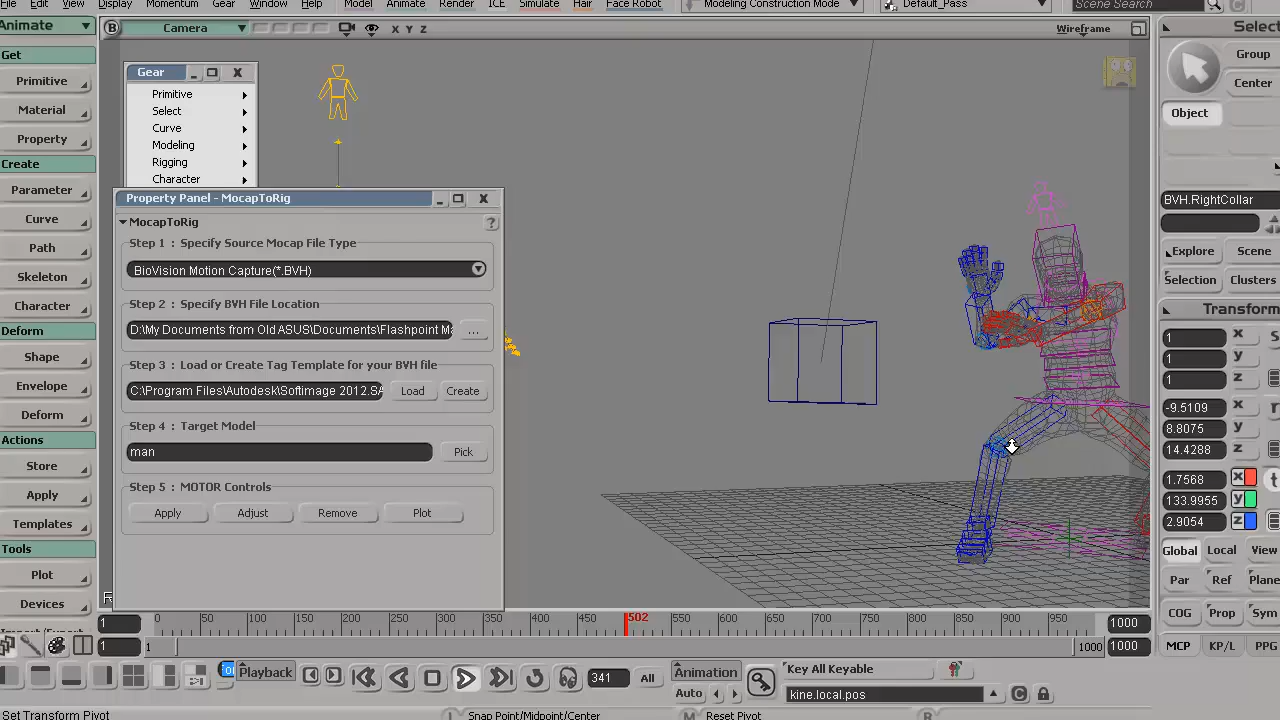 File Edit View Display Momentum Gear Window Help Model Animate Render ICE Simulate Hair Face Robot Modeling Construction Mode Default_Pass Scene Search
Animate
B Camera X Y Z Wireframe
Select
Get
Primitive
Material
Property
Create
Parameter
Curve
Path
Skeleton
Character
Deform
Shape
Envelope
Deform
Actions
Store
Apply
Templates
Tools
Plot
Devices
Import/Export
Gear
Primitive
Select
Curve
Modeling
Rigging
Character
Property Panel - MocapToRig
MocapToRig ?
Step 1 : Specify Source Mocap File Type
BioVision Motion Capture(*.BVH)
Step 2 : Specify BVH File Location
D:\My Documents from Old ASUS\Documents\Flashpoint Ma
...
Step 3 : Load or Create Tag Template for your BVH file
C:\Program Files\Autodesk\Softimage 2012.SA
Load Create
Step 4 : Target Model
man Pick
Step 5 : MOTOR Controls
Apply Adjust Remove Plot
Group
Center
Object
BVH.RightCollar
Explore Scene
Selection Clusters
Transform
1 x S
1 y
1 z
-9.5109 x r
8.8075 y
14.4288 z
1.7568 x t
133.9955 y
2.9054 z
Global Local View
Par Ref Plane
COG Prop Sym
MCP KP/L PPG
1 0 50 100 150 200 250 300 350 400 450 502 550 600 650 700 750 800 850 900 950 1000
1 1 1000 1000
Playback 341 All Animation Key All Keyable
Auto kine.local.pos C
Set Transform Pivot L Snap Point/Midpoint/Center M Reset Pivot R